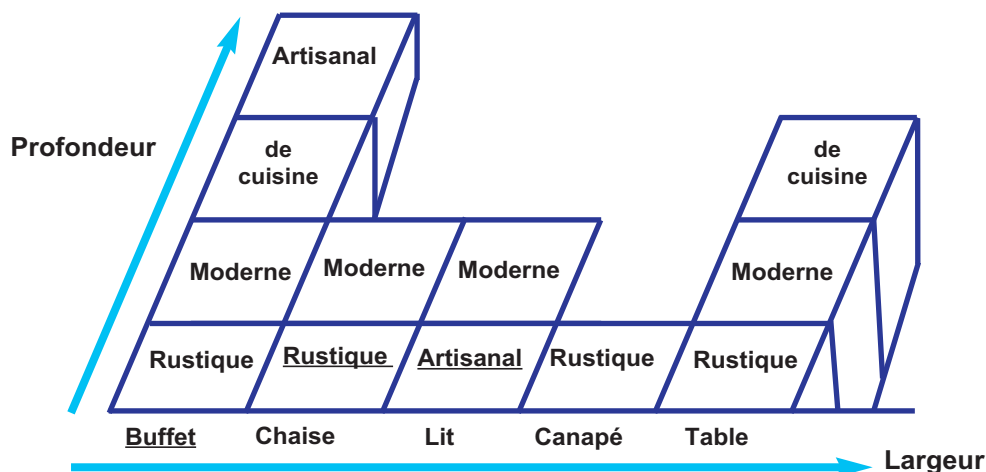 Artisanal
Profondeur
de
cuisine
de
cuisine
Moderne Moderne Moderne Moderne
Rustique Rustique Artisanal Rustique Rustique
Buffet Chaise Lit Canapé Table
Largeur